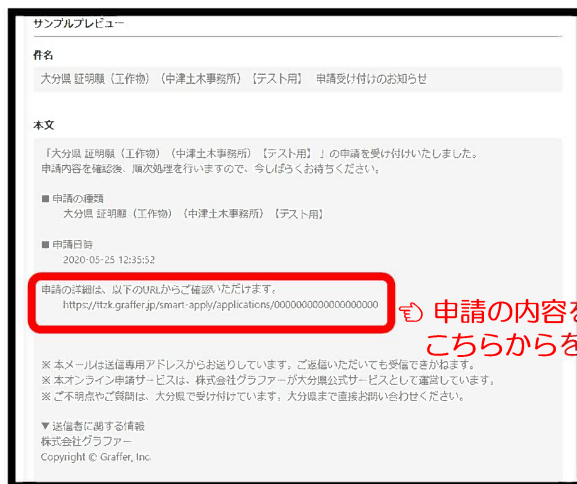 サンプルプレビュー
件名
大分県 証明願（工作物）（中津土木事務所）【テスト用】 申請受け付けのお知らせ
本文
「大分県 証明願（工作物）（中津土木事務所）【テスト用】」の申請を受け付けいたしました。
申請内容を確認後、順次処理を行いますので、今しばらくお待ちください。
■ 申請の種類
大分県 証明願（工作物）（中津土木事務所）【テスト用】
■ 申請日時
2020-05-25 12:35:52
申請の詳細は、以下のURLからご確認いただけます。
https://ttzk.graffer.jp/smart-apply/applications/0000000000000000000
☜ 申請の内容を
こちらからを
※ 本メールは送信専用アドレスからお送りしています。ご返信いただいても受信できかねます。
※ 本オンライン申請サービスは、株式会社グラファーが大分県公式サービスとして運営しています。
※ ご不明点やご質問は、大分県で受け付けています。大分県まで直接お問い合わせください。
▼ 送信者に関する情報
株式会社グラファー
Copyright © Graffer, Inc.